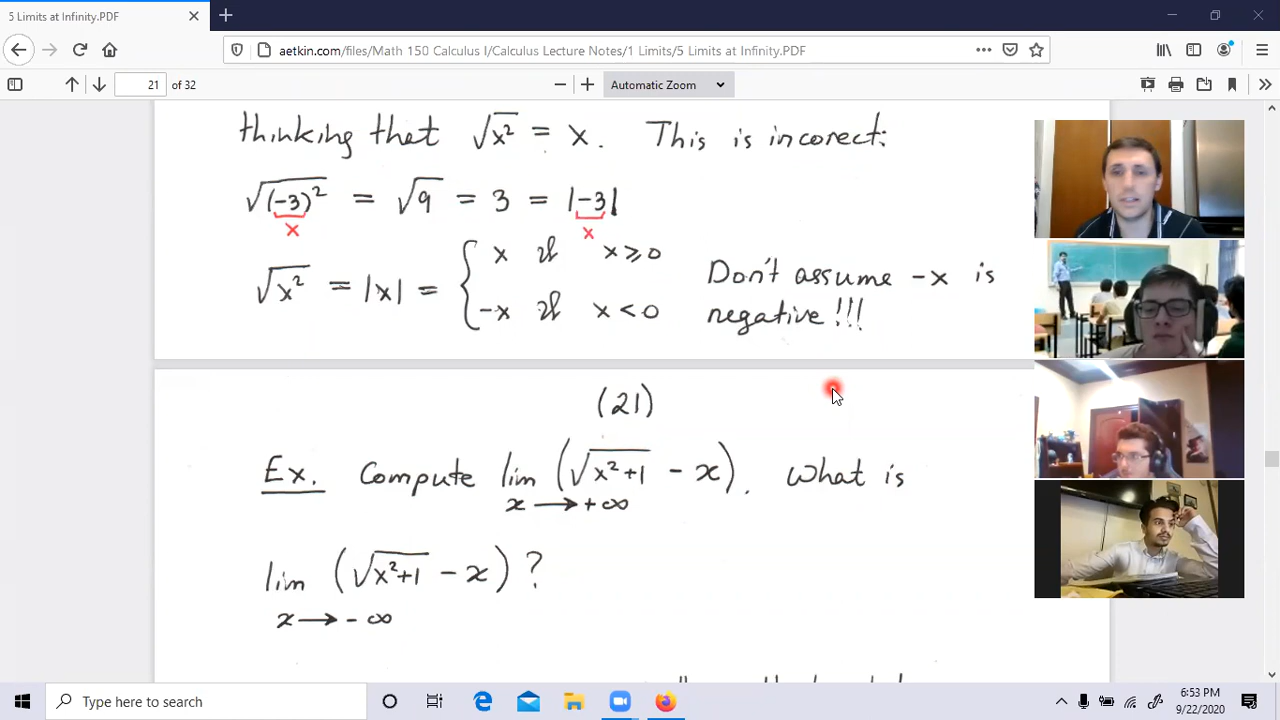 5 Limits at Infinity.PDF
aetkin.com/files/Math 150 Calculus I/Calculus Lecture Notes/1 Limits/5 Limits at Infinity.PDF
21 of 32
Automatic Zoom
thinking that √x² = x. This is incorect:
√(-3)² = √9 = 3 = |-3|
x x
√x² = |x| = { x if x ≥ 0
-x if x < 0
Don't assume -x is
negative!!!
(21)
Ex. Compute lim (√x²+1 - x). What is
x → +∞
lim (√x²+1 - x) ?
x → -∞
Type here to search
6:53 PM
9/22/2020